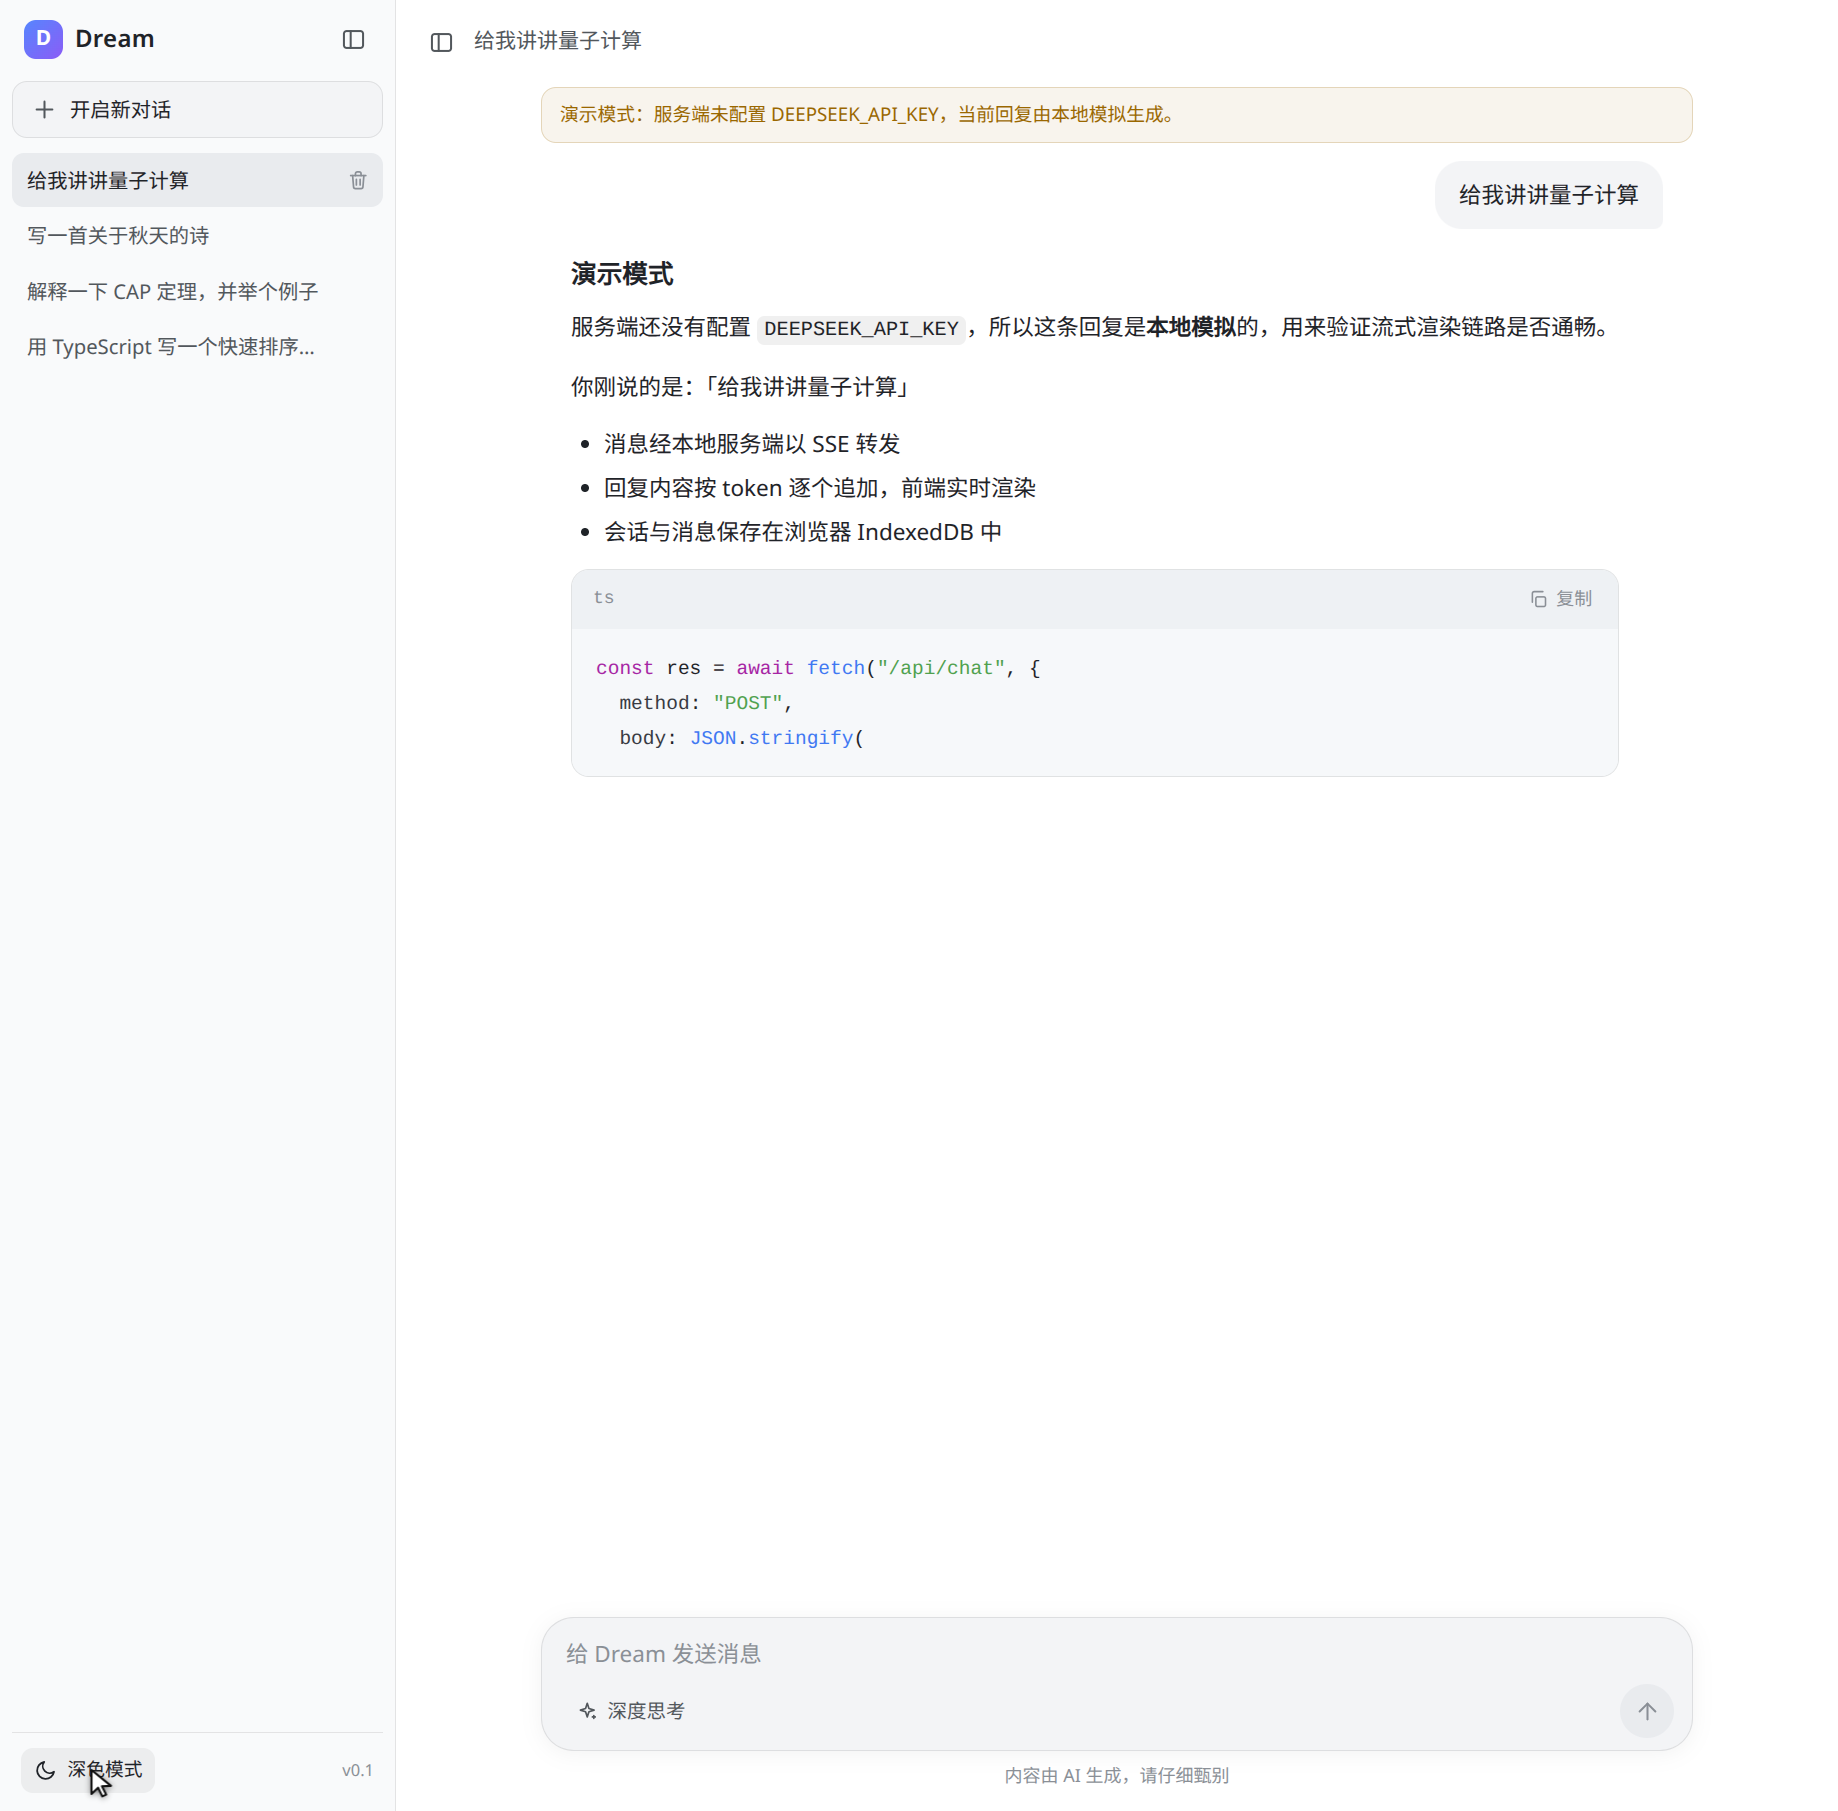 D Dream
开启新对话
给我讲讲量子计算
写一首关于秋天的诗
解释一下 CAP 定理，并举个例子
用 TypeScript 写一个快速排序...
深色模式
v0.1
给我讲讲量子计算
演示模式：服务端未配置 DEEPSEEK_API_KEY，当前回复由本地模拟生成。
给我讲讲量子计算
演示模式
服务端还没有配置 DEEPSEEK_API_KEY，所以这条回复是本地模拟的，用来验证流式渲染链路是否通畅。
你刚说的是：「给我讲讲量子计算」
• 消息经本地服务端以 SSE 转发
• 回复内容按 token 逐个追加，前端实时渲染
• 会话与消息保存在浏览器 IndexedDB 中
ts
复制
const res = await fetch("/api/chat", {
  method: "POST",
  body: JSON.stringify(
给 Dream 发送消息
深度思考
内容由 AI 生成，请仔细甄别